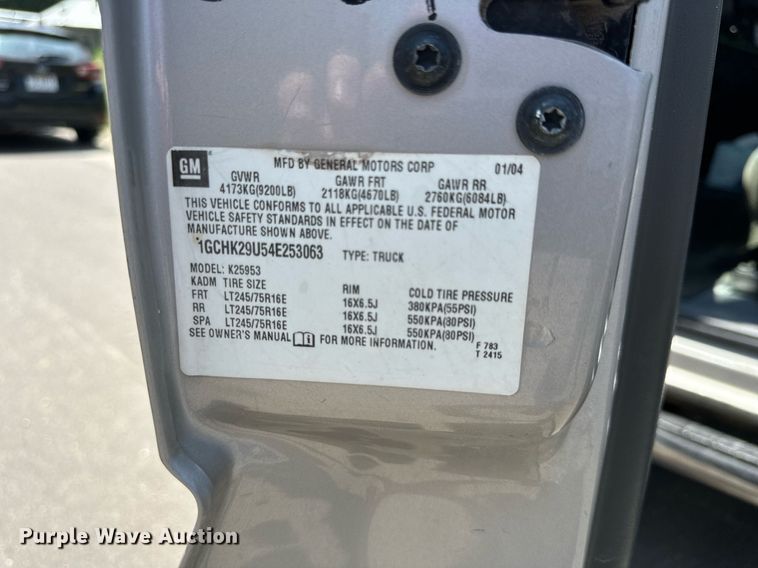 GM MFD BY GENERAL MOTORS CORP 01/04
GVWR GAWR FRT GAWR RR
4173KG(9200LB) 2118KG(4670LB) 2760KG(6084LB)
THIS VEHICLE CONFORMS TO ALL APPLICABLE U.S. FEDERAL MOTOR
VEHICLE SAFETY STANDARDS IN EFFECT ON THE DATE OF
MANUFACTURE SHOWN ABOVE.
1GCHK29U54E253063 TYPE: TRUCK
MODEL: K25953
KADM TIRE SIZE RIM COLD TIRE PRESSURE
FRT LT245/75R16E 16X6.5J 380KPA(55PSI)
RR LT245/75R16E 16X6.5J 550KPA(80PSI)
SPA LT245/75R16E 16X6.5J 550KPA(80PSI)
SEE OWNER'S MANUAL FOR MORE INFORMATION.
F 783
T 2415
Purple Wave Auction